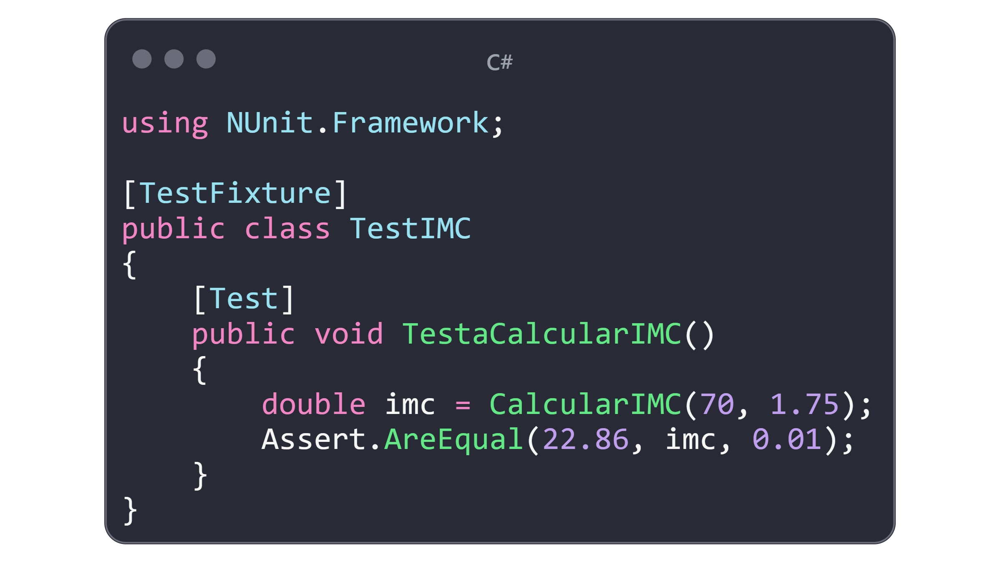 C#
using NUnit.Framework;
[TestFixture]
public class TestIMC
{
[Test]
public void TestaCalcularIMC()
{
double imc = CalcularIMC(70, 1.75);
Assert.AreEqual(22.86, imc, 0.01);
}
}